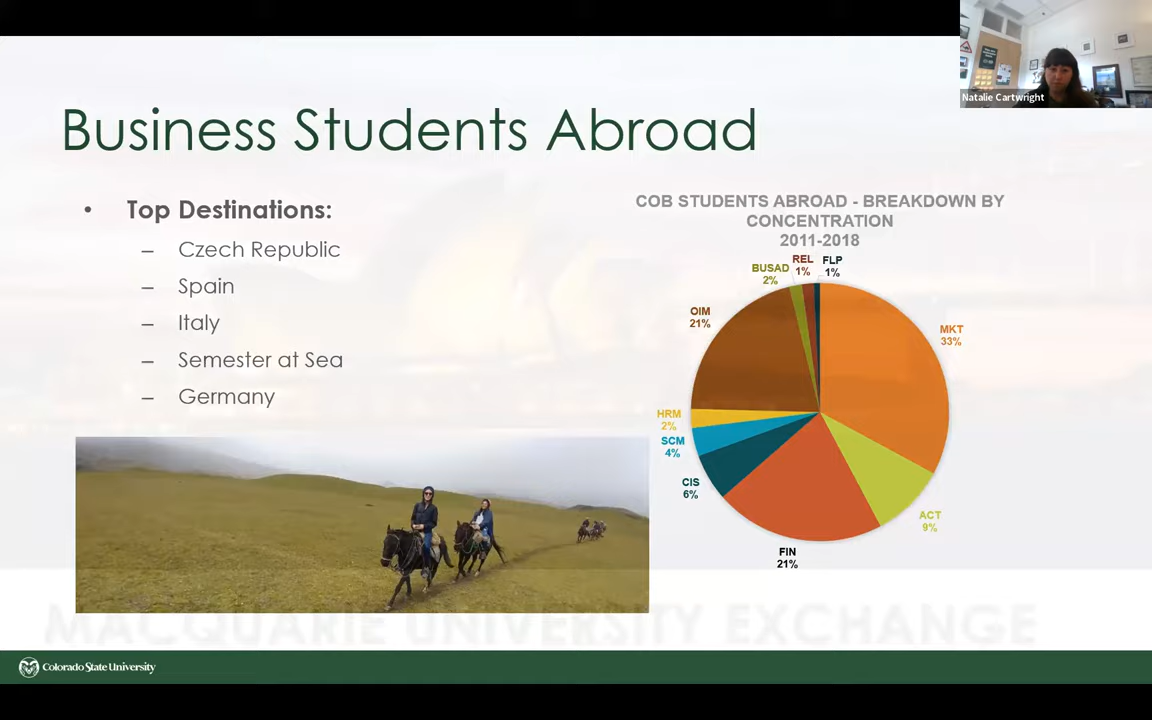 Natalie Cartwright
Business Students Abroad
• Top Destinations:
– Czech Republic
– Spain
– Italy
– Semester at Sea
– Germany
COB STUDENTS ABROAD - BREAKDOWN BY
CONCENTRATION
2011-2018
BUSAD
2%
REL
1%
FLP
1%
OIM
21%
MKT
33%
HRM
2%
SCM
4%
CIS
6%
ACT
9%
FIN
21%
MACQUARIE UNIVERSITY EXCHANGE
Colorado State University